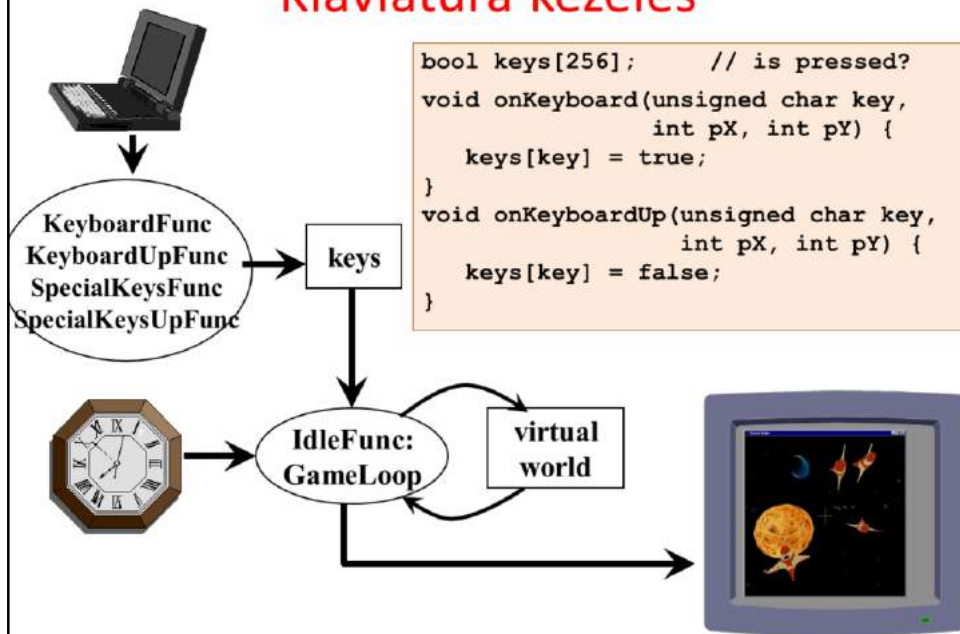 Klaviatúra kezelés
bool keys[256]; // is pressed?
void onKeyboard(unsigned char key,
int pX, int pY) {
keys[key] = true;
}
void onKeyboardUp(unsigned char key,
int pX, int pY) {
keys[key] = false;
}
KeyboardFunc
KeyboardUpFunc
SpecialKeysFunc
SpecialKeysUpFunc
keys
IdleFunc:
GameLoop
virtual
world